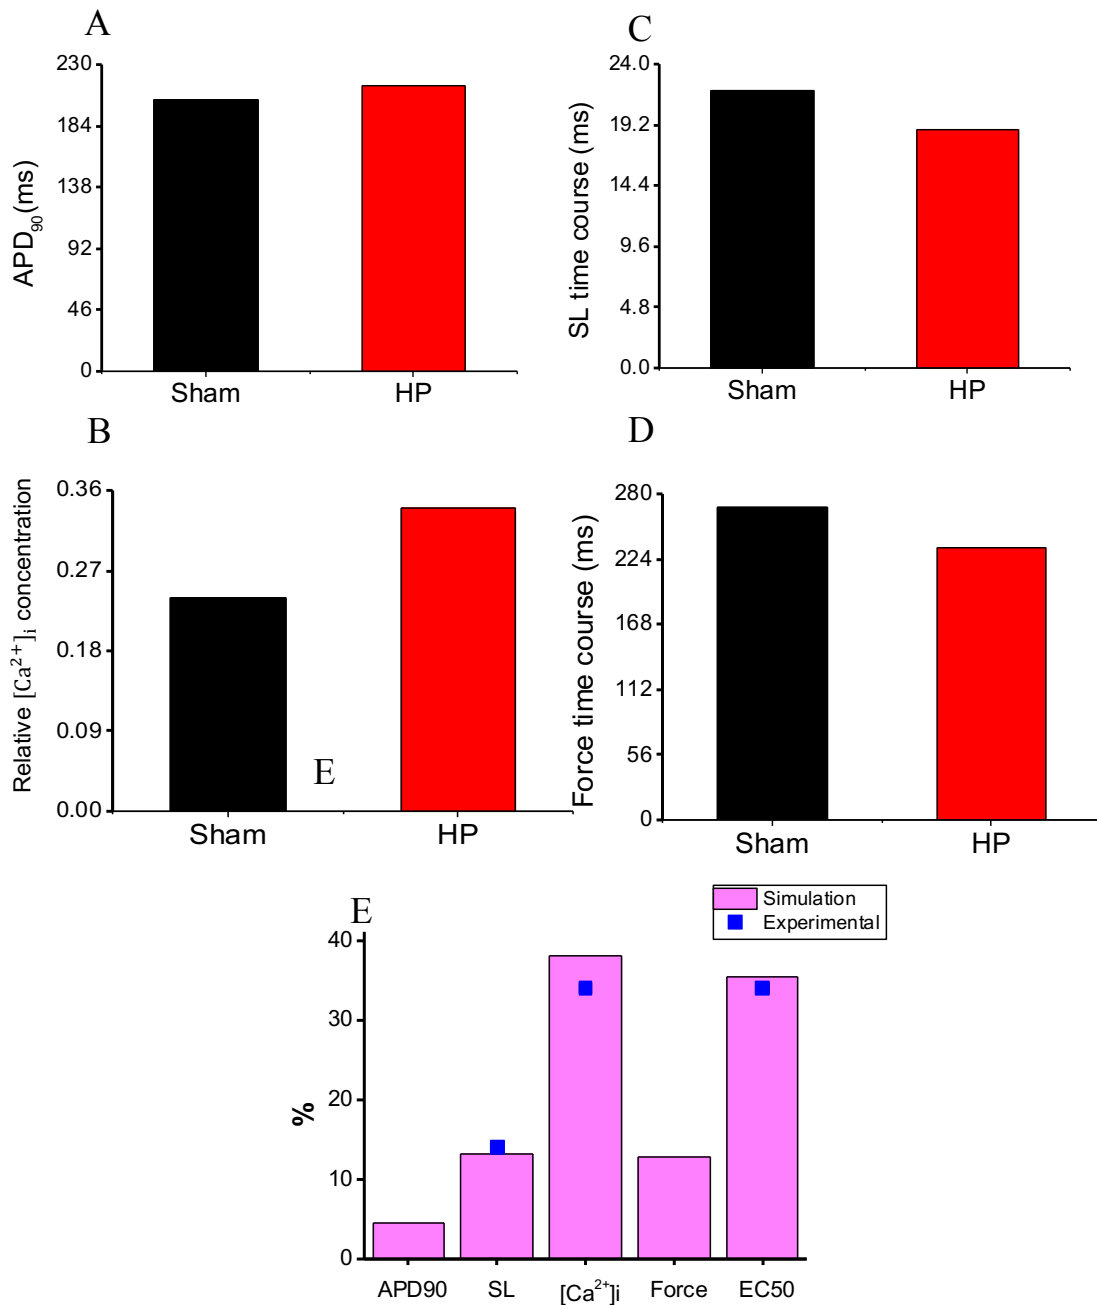 A
230
184
138
92
46
0
APD90(ms)
Sham
HP
C
24.0
19.2
14.4
9.6
4.8
0.0
SL time course (ms)
Sham
HP
B
0.36
0.27
0.18
0.09
0.00
Relative [Ca²⁺]ᵢ concentration
E
Sham
HP
D
280
224
168
112
56
0
Force time course (ms)
Sham
HP
E
Simulation
Experimental
40
30
20
10
0
%
APD90
SL
[Ca²⁺]i
Force
EC50